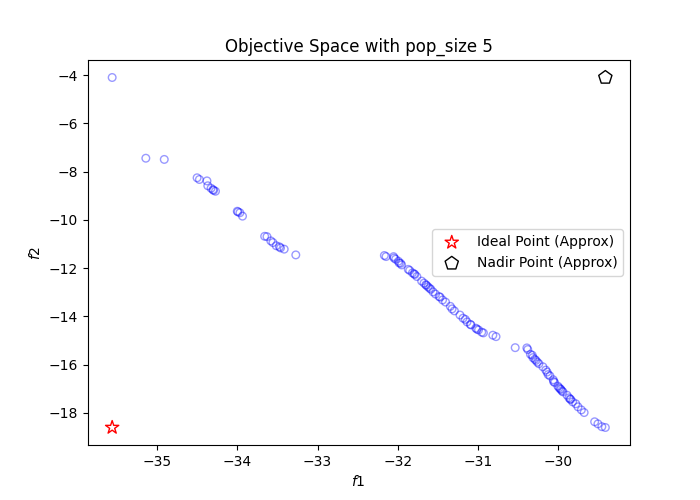 Objective Space with pop_size 5
f2
−4
−6
−8
−10
−12
−14
−16
−18
Ideal Point (Approx)
Nadir Point (Approx)
−35
−34
−33
−32
−31
−30
f1